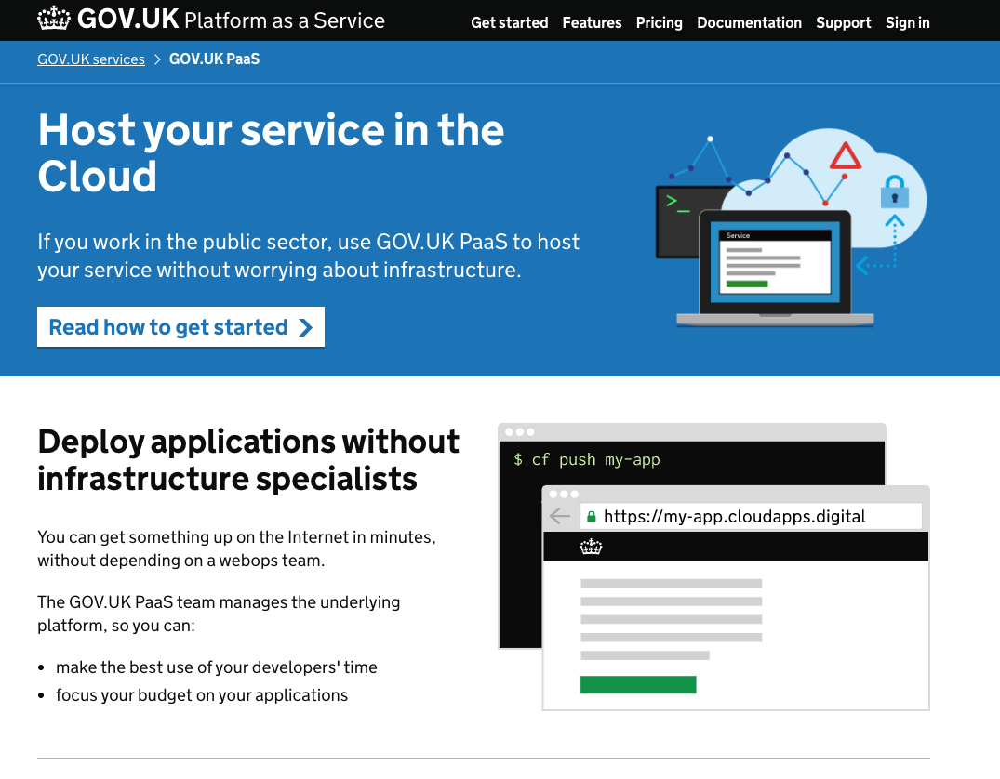 GOV.UK Platform as a Service
Get started Features Pricing Documentation Support Sign in
GOV.UK services > GOV.UK PaaS
Host your service in the
Cloud
If you work in the public sector, use GOV.UK PaaS to host
your service without worrying about infrastructure.
Read how to get started
>_
Service
Deploy applications without
infrastructure specialists
You can get something up on the Internet in minutes,
without depending on a webops team.
The GOV.UK PaaS team manages the underlying
platform, so you can:
• make the best use of your developers' time
• focus your budget on your applications
$ cf push my-app
https://my-app.cloudapps.digital